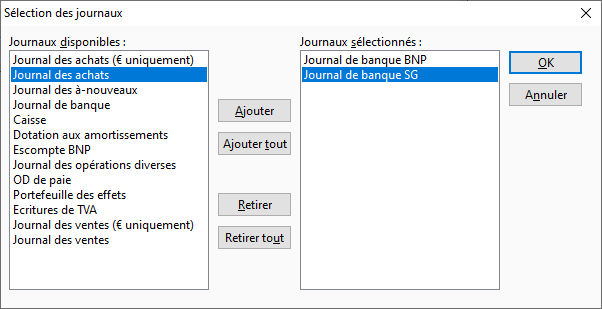 Sélection des journaux
Journaux disponibles :
Journal des achats (€ uniquement)
Journal des achats
Journal des à-nouveaux
Journal de banque
Caisse
Dotation aux amortissements
Escompte BNP
Journal des opérations diverses
OD de paie
Portefeuille des effets
Ecritures de TVA
Journal des ventes (€ uniquement)
Journal des ventes
Ajouter
Ajouter tout
Retirer
Retirer tout
Journaux sélectionnés :
Journal de banque BNP
Journal de banque SG
OK
Annuler